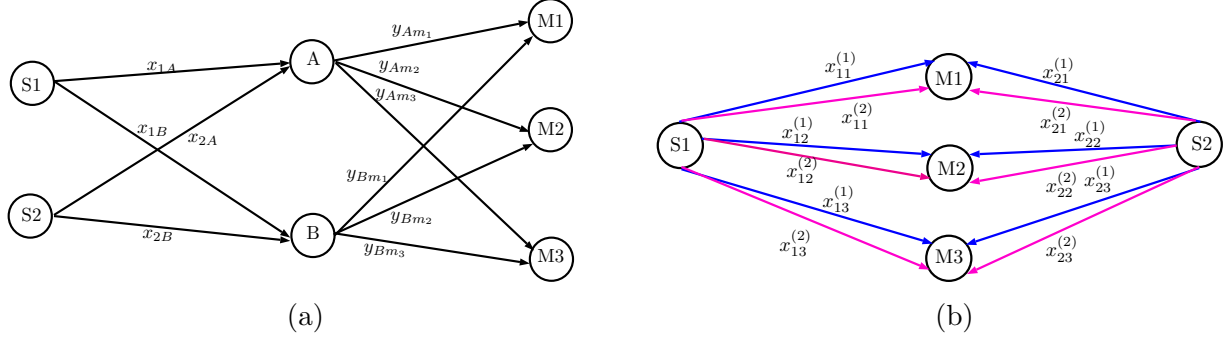 S1
S2
A
B
M1
M2
M3
x_{1A}
x_{1B}
x_{2A}
x_{2B}
y_{Am_1}
y_{Am_2}
y_{Am_3}
y_{Bm_1}
y_{Bm_2}
y_{Bm_3}
(a)
S1
M1
M2
M3
S2
x_{11}^{(1)}
x_{11}^{(2)}
x_{12}^{(1)}
x_{12}^{(2)}
x_{13}^{(1)}
x_{13}^{(2)}
x_{21}^{(1)}
x_{21}^{(2)}
x_{22}^{(1)}
x_{22}^{(2)}
x_{23}^{(1)}
x_{23}^{(2)}
(b)